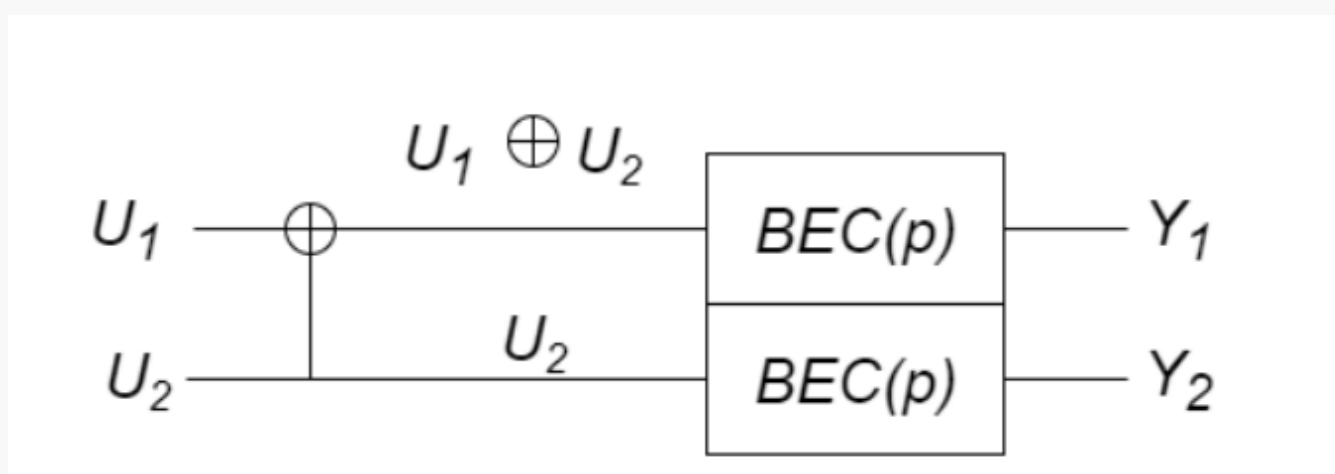 U₁ ⊕ U₂
U₁ BEC(p) Y₁
U₂
U₂ BEC(p) Y₂